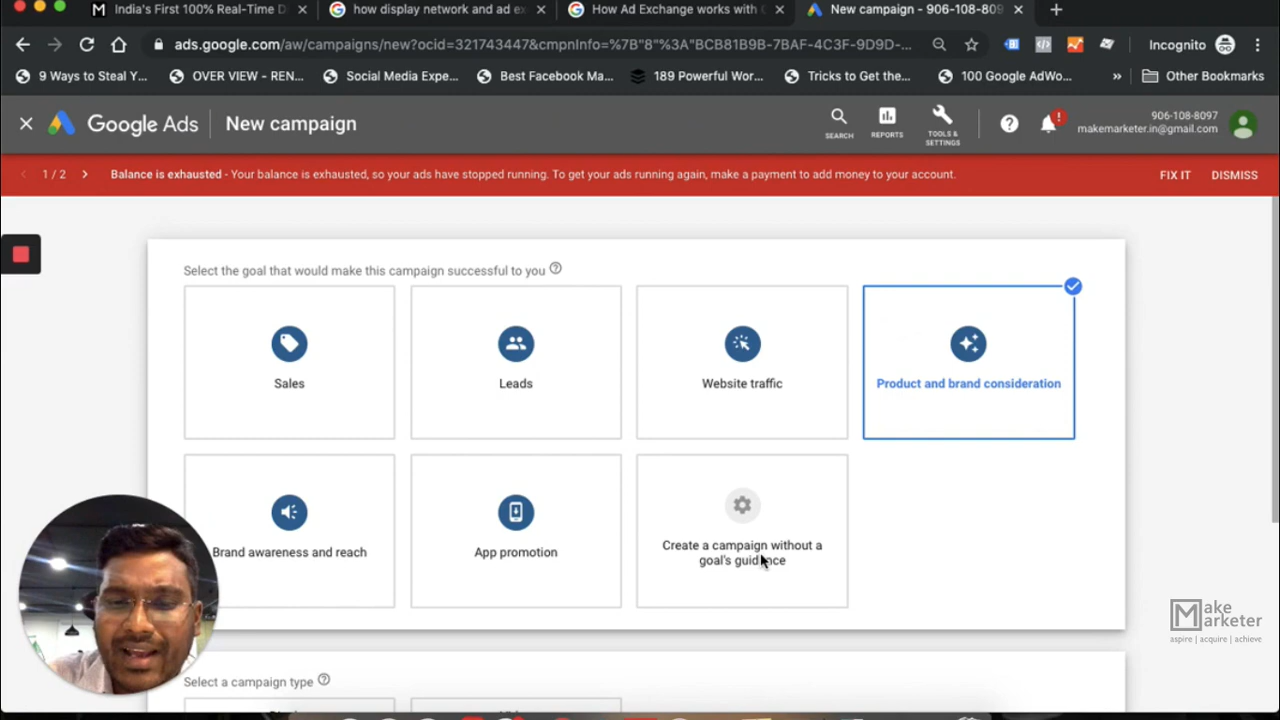 India's First 100% Real-Time D
how display network and ad ex
How Ad Exchange works with G
New campaign - 906-108-809
ads.google.com/aw/campaigns/new?ocid=321743447&cmpnInfo=%7B"8"%3A"BCB81B9B-7BAF-4C3F-9D9D-...
Incognito
9 Ways to Steal Y...
OVER VIEW - REN...
Social Media Expe...
Best Facebook Ma...
189 Powerful Wor...
Tricks to Get the...
100 Google AdWo...
»
Other Bookmarks
Google Ads
New campaign
SEARCH
REPORTS
TOOLS &
SETTINGS
906-108-8097
makemarketer.in@gmail.com
1 / 2
Balance is exhausted - Your balance is exhausted, so your ads have stopped running. To get your ads running again, make a payment to add money to your account.
FIX IT
DISMISS
Select the goal that would make this campaign successful to you
Sales
Leads
Website traffic
Product and brand consideration
Brand awareness and reach
App promotion
Create a campaign without a
goal's guidance
Make
Marketer
aspire | acquire | achieve
Select a campaign type